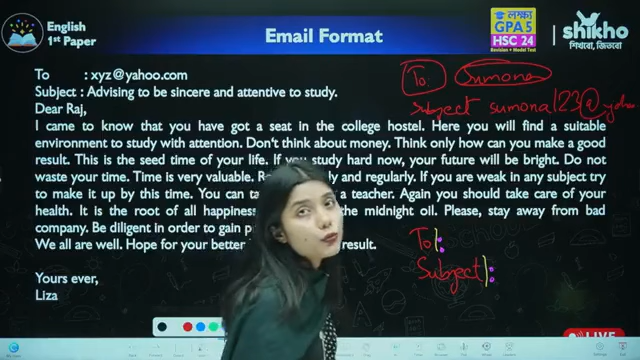 English
1st Paper
Email Format
লক্ষ্য
GPA 5
HSC 24
Revision + Model Test
shikho
শিখবো, জিতবো
To : xyz@yahoo.com
Subject : Advising to be sincere and attentive to study.
Dear Raj,
I came to know that you have got a seat in the college hostel. Here you will find a suitable
environment to study with attention. Don't think about money. Think only how can you make a good
result. This is the seed time of your life. If you study hard now, your future will be bright. Do not
waste your time. Time is very valuable. and regularly. If you are weak in any subject try
to make it up by this time. You can a teacher. Again you should take care of your
health. It is the root of all the midnight oil. Please, stay away from bad
company. Be diligent in order to gain
We all are well. Hope for your better result.
Yours ever,
Liza
To: Sumona
subject sumona123@
To:
Subject:
LIVE